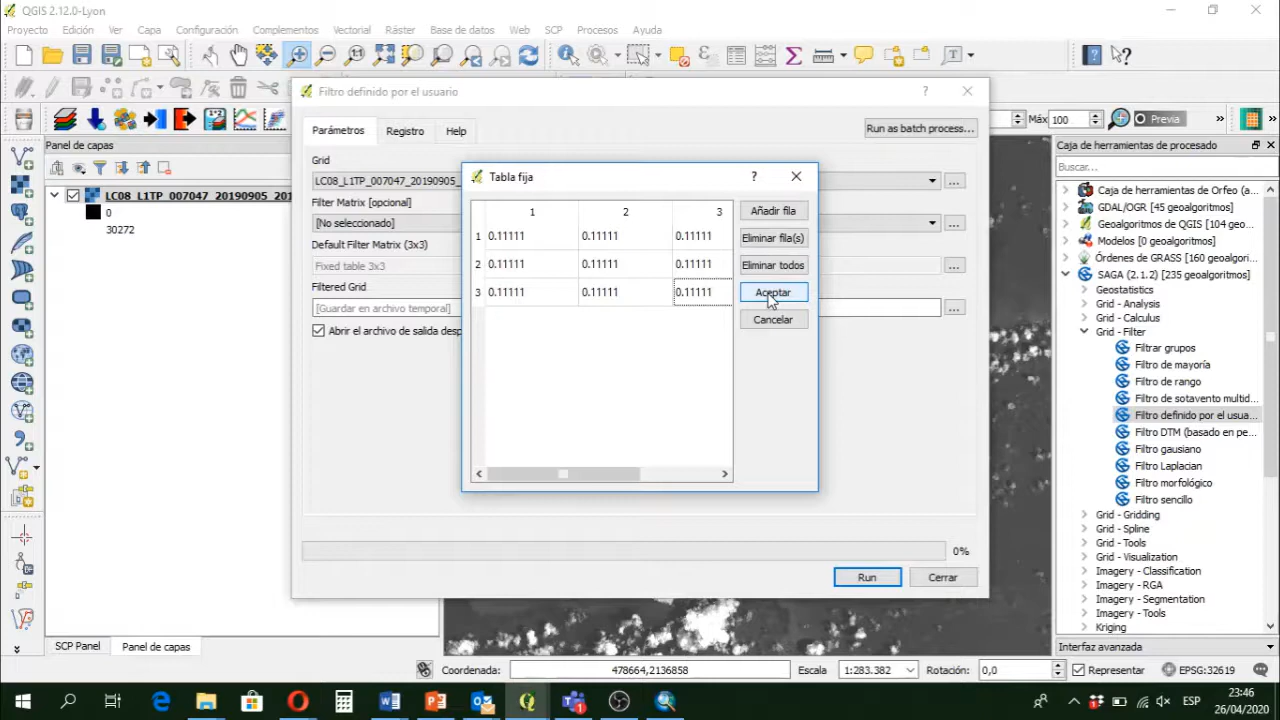 QGIS 2.12.0-Lyon
Proyecto Edición Ver Capa Configuración Complementos Vectorial Ráster Base de datos Web SCP Procesos Ayuda
Filtro definido por el usuario
Máx 100
Previa
Panel de capas
LC08_L1TP_007047_20190905_201
0
30272
Parámetros Registro Help
Run as batch process...
Grid
LC08_L1TP_007047_20190905_
Filter Matrix [opcional]
[No seleccionado]
Default Filter Matrix (3x3)
Fixed table 3x3
Filtered Grid
[Guardar en archivo temporal]
Abrir el archivo de salida desp
0%
Run
Cerrar
Tabla fija
1 2 3
1 0.11111 0.11111 0.11111
2 0.11111 0.11111 0.11111
3 0.11111 0.11111 0.11111
Añadir fila
Eliminar fila(s)
Eliminar todos
Aceptar
Cancelar
Caja de herramientas de procesado
Buscar...
Caja de herramientas de Orfeo (a...
GDAL/OGR [45 geoalgoritmos]
Geoalgoritmos de QGIS [104 geo...
Modelos [0 geoalgoritmos]
Órdenes de GRASS [160 geoalgori...
SAGA (2.1.2) [235 geoalgoritmos]
Geostatistics
Grid - Analysis
Grid - Calculus
Grid - Filter
Filtrar grupos
Filtro de mayoría
Filtro de rango
Filtro de sotavento multid...
Filtro definido por el usua...
Filtro DTM (basado en pe...
Filtro gausiano
Filtro Laplacian
Filtro morfológico
Filtro sencillo
Grid - Gridding
Grid - Spline
Grid - Tools
Grid - Visualization
Imagery - Classification
Imagery - RGA
Imagery - Segmentation
Imagery - Tools
Kriging
Interfaz avanzada
SCP Panel
Panel de capas
Coordenada: 478664,2136858 Escala 1:283.382 Rotación: 0,0 Representar EPSG:32619
ESP
23:46
26/04/2020